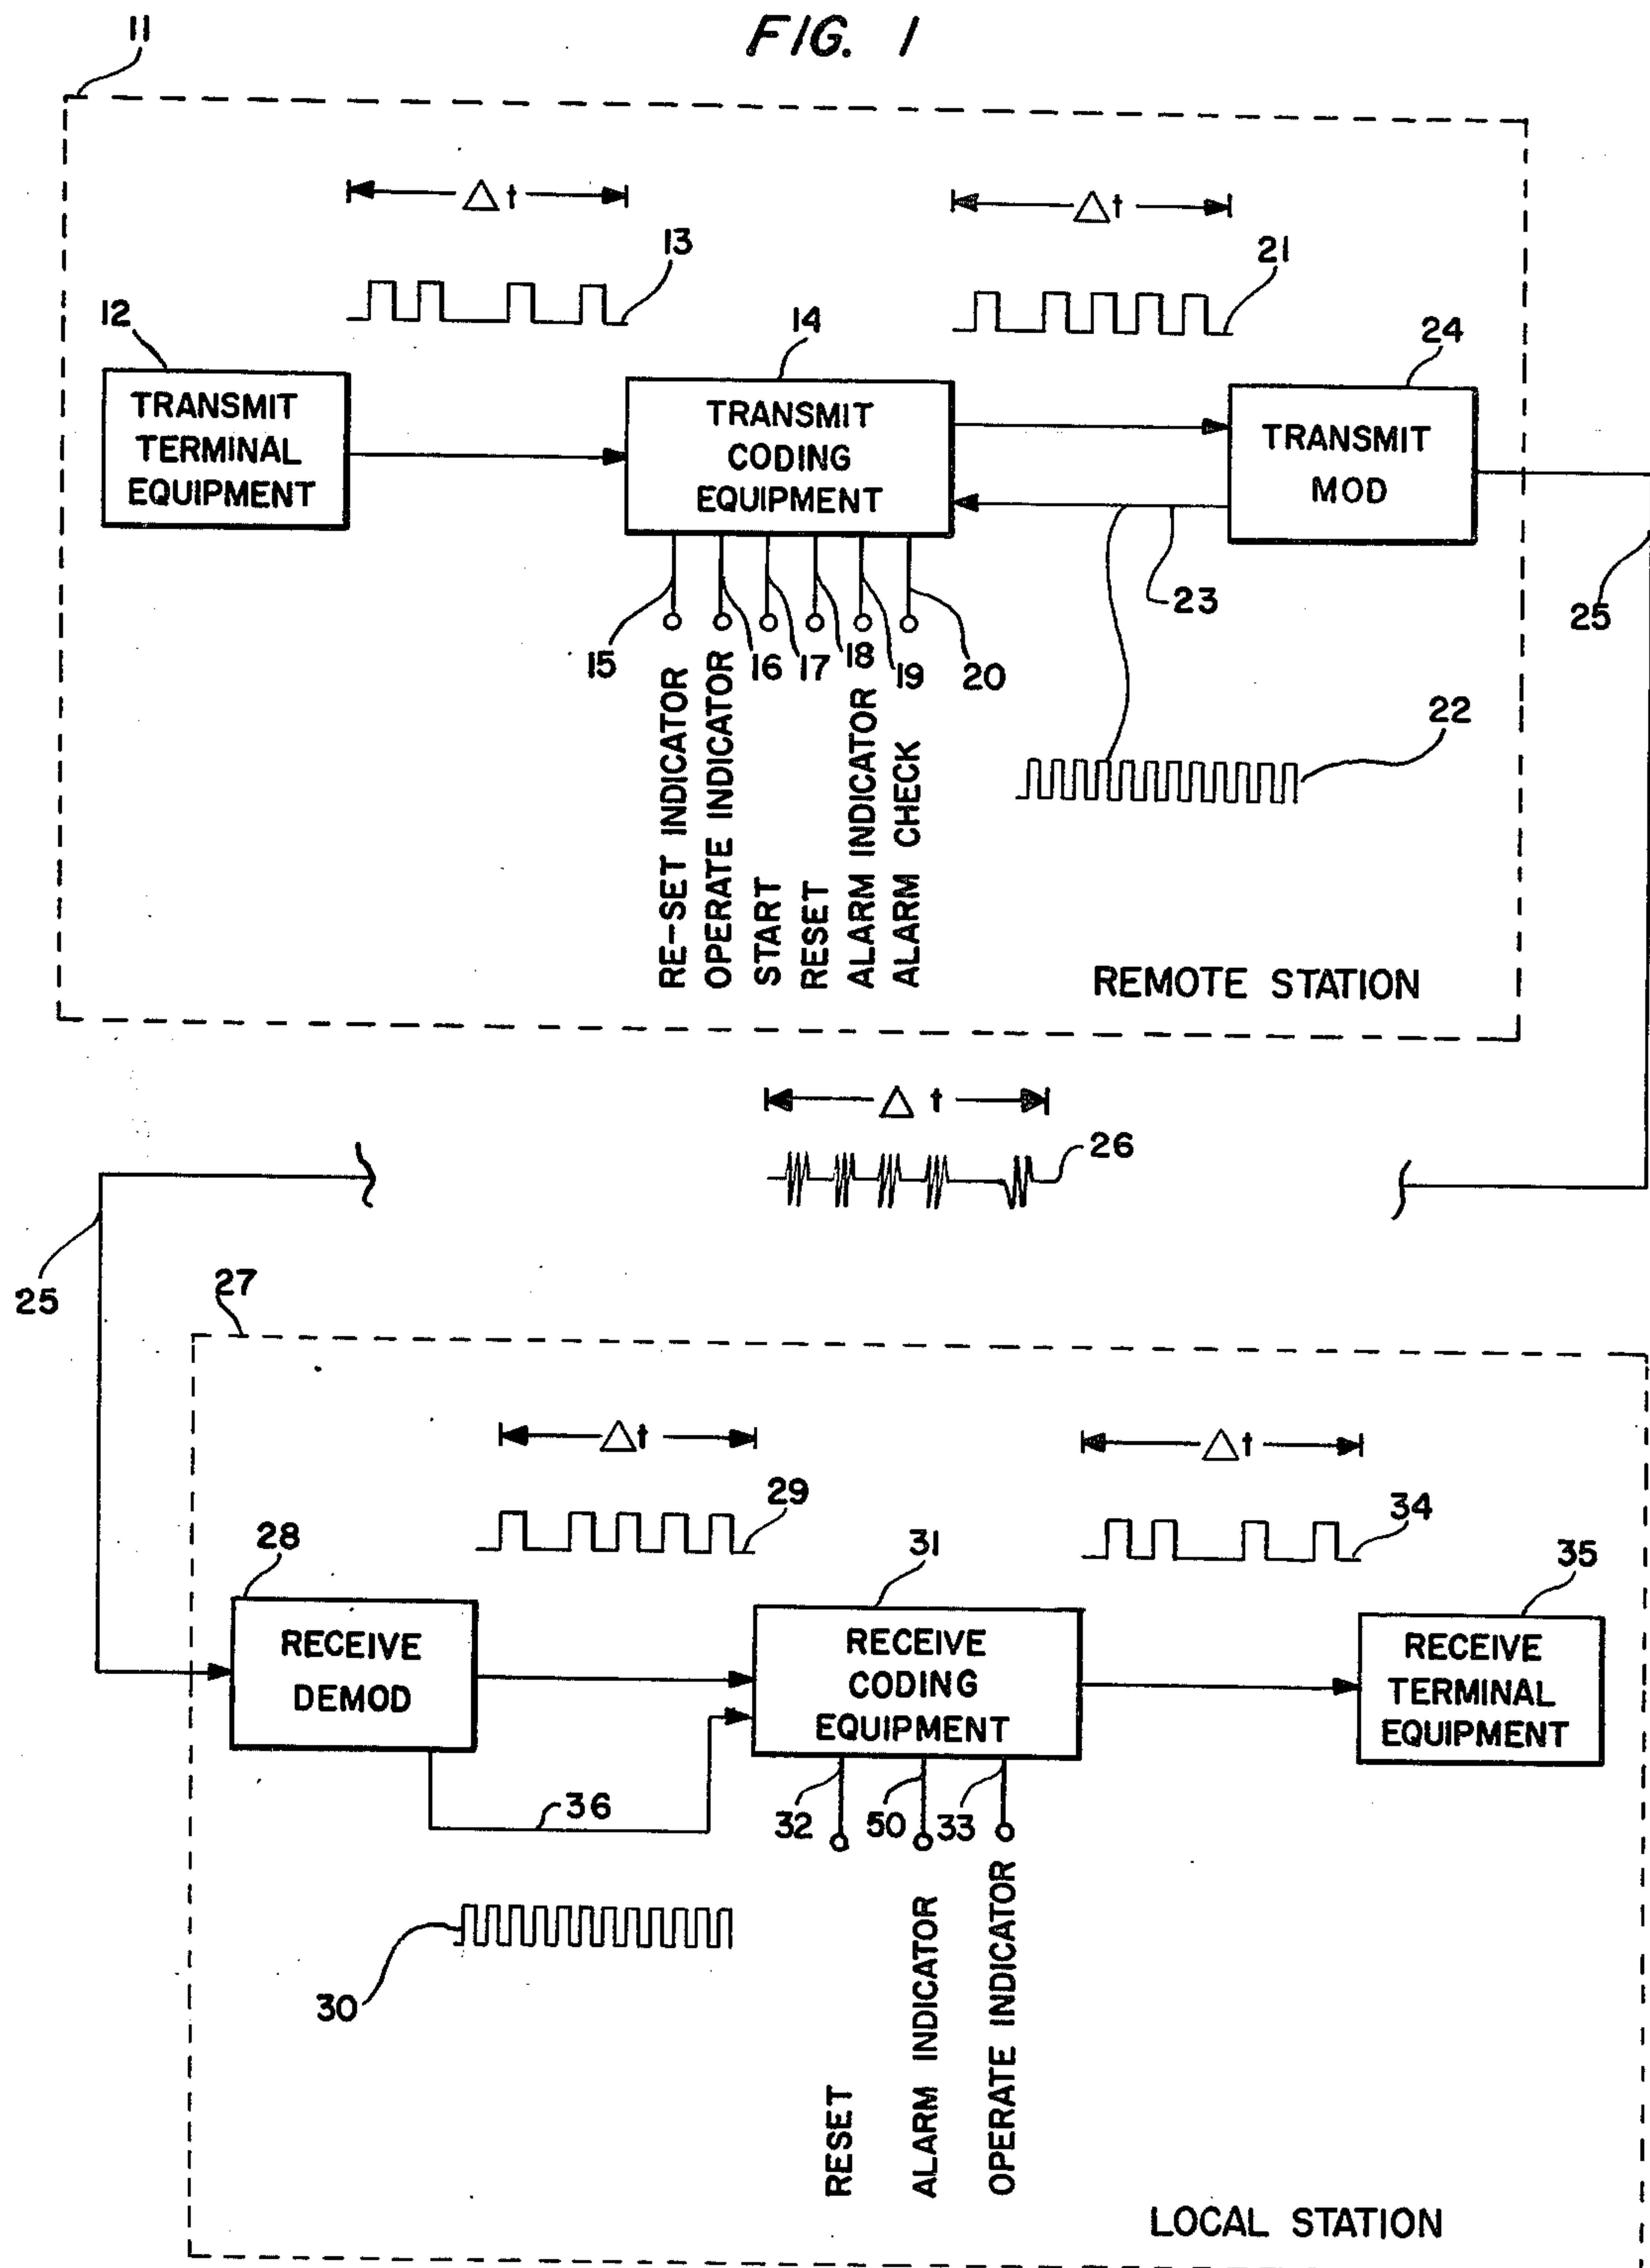 FIG. 1
11
Δt
Δt
13
21
12
14
24
TRANSMIT
TERMINAL
EQUIPMENT
TRANSMIT
CODING
EQUIPMENT
TRANSMIT
MOD
23
25
15
16
17
18
19
20
22
RE-SET INDICATOR
OPERATE INDICATOR
START
RESET
ALARM INDICATOR
ALARM CHECK
REMOTE STATION
Δ t
26
25
27
Δt
Δt
29
34
28
31
35
RECEIVE
DEMOD
RECEIVE
CODING
EQUIPMENT
RECEIVE
TERMINAL
EQUIPMENT
36
32
50
33
30
RESET
ALARM INDICATOR
OPERATE INDICATOR
LOCAL STATION